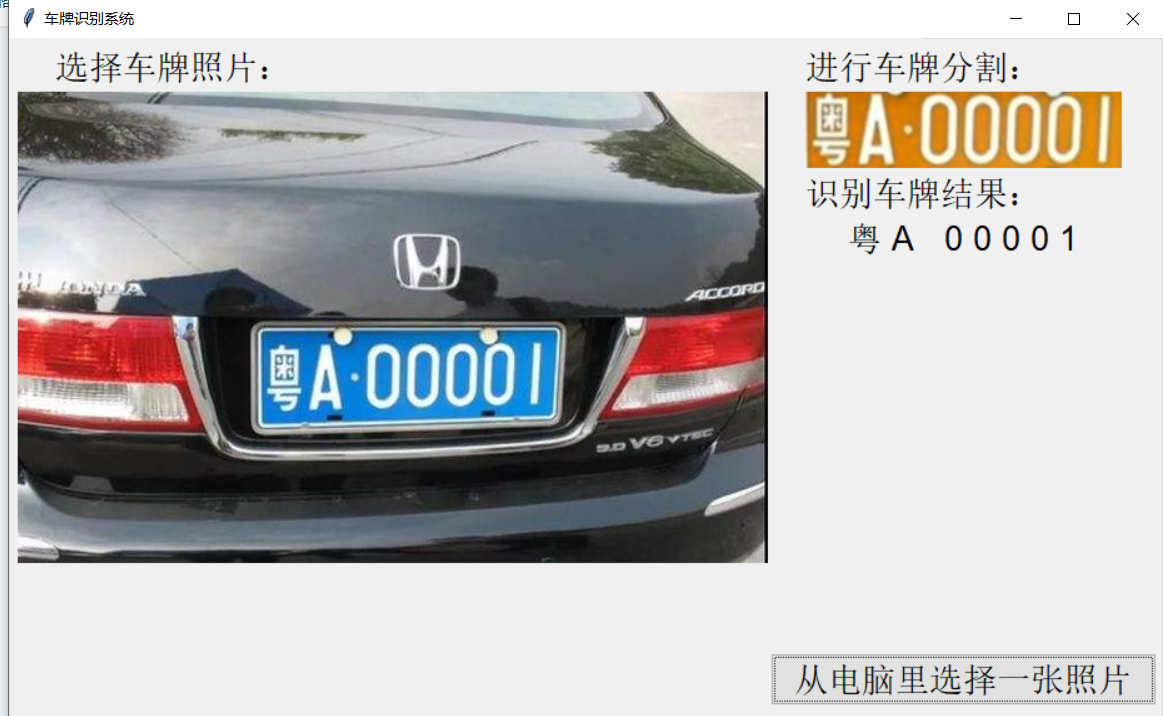 车牌识别系统
选择车牌照片：
ACCORD
粤A·00001
3.0 V6 VTEC
进行车牌分割：
粤A·00001
识别车牌结果：
粤 A 0 0 0 0 1
从电脑里选择一张照片